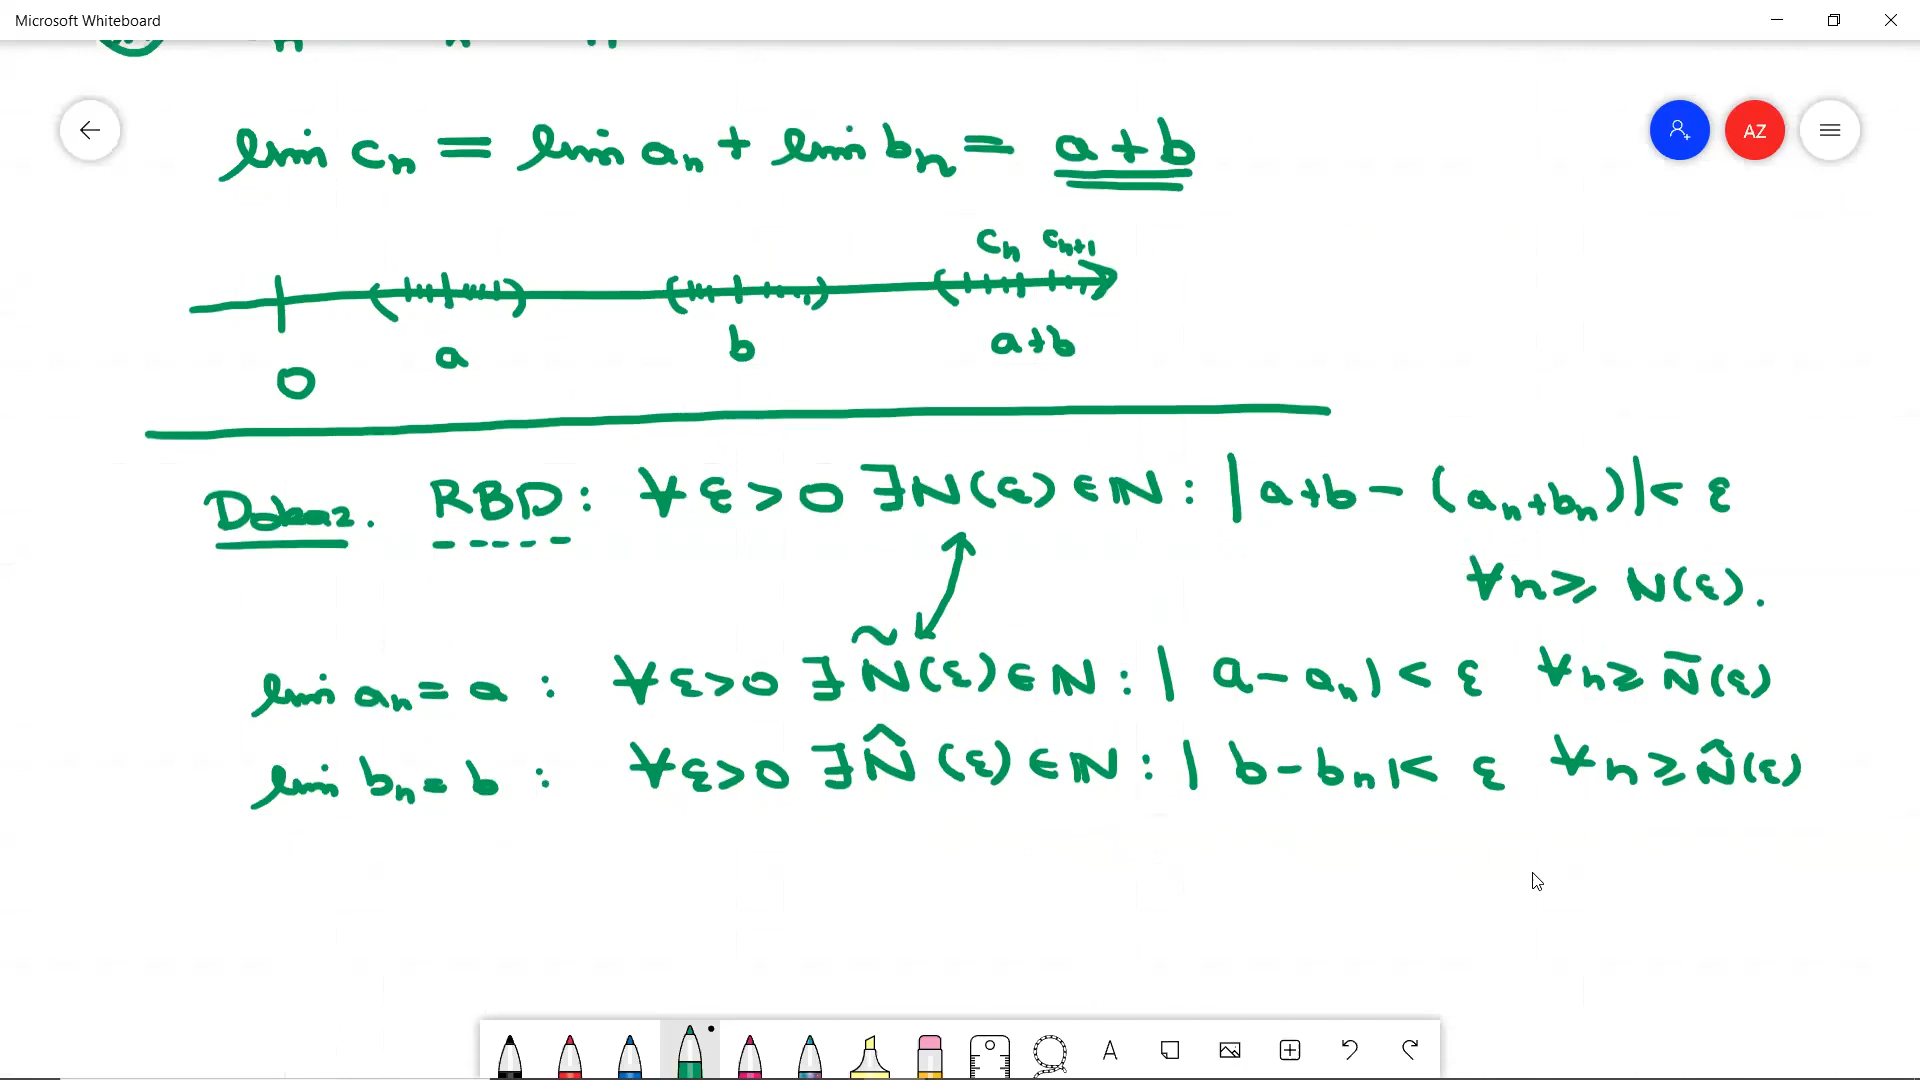 Microsoft Whiteboard
lim cₙ = lim aₙ + lim bₙ = a+b
AZ
cₙ cₙ₊₁
a b a+b
0
Dokaz. RBD: ∀ε>0 ∃N(ε)∈ℕ: |a+b-(aₙ+bₙ)|<ε
∀n≥N(ε).
lim aₙ=a: ∀ε>0 ∃Ñ(ε)∈ℕ: |a-aₙ|<ε ∀n≥Ñ(ε)
lim bₙ=b: ∀ε>0 ∃N̂(ε)∈ℕ: |b-bₙ|<ε ∀n≥N̂(ε)
A